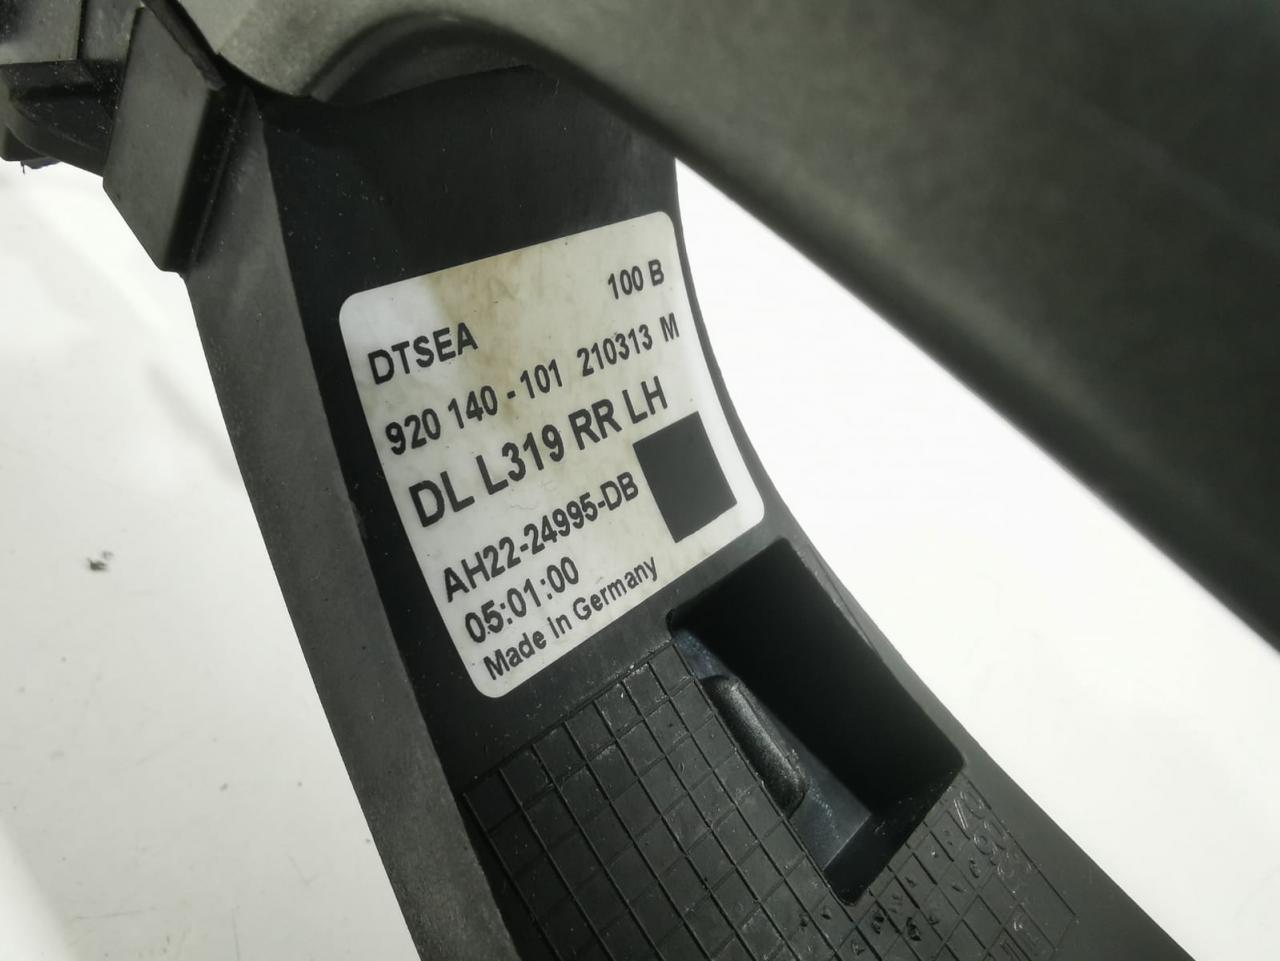 100 B
DTSEA
920 140 - 101 210313 M
DL L319 RR LH
AH22-24995-DB
05:01:00
Made in Germany